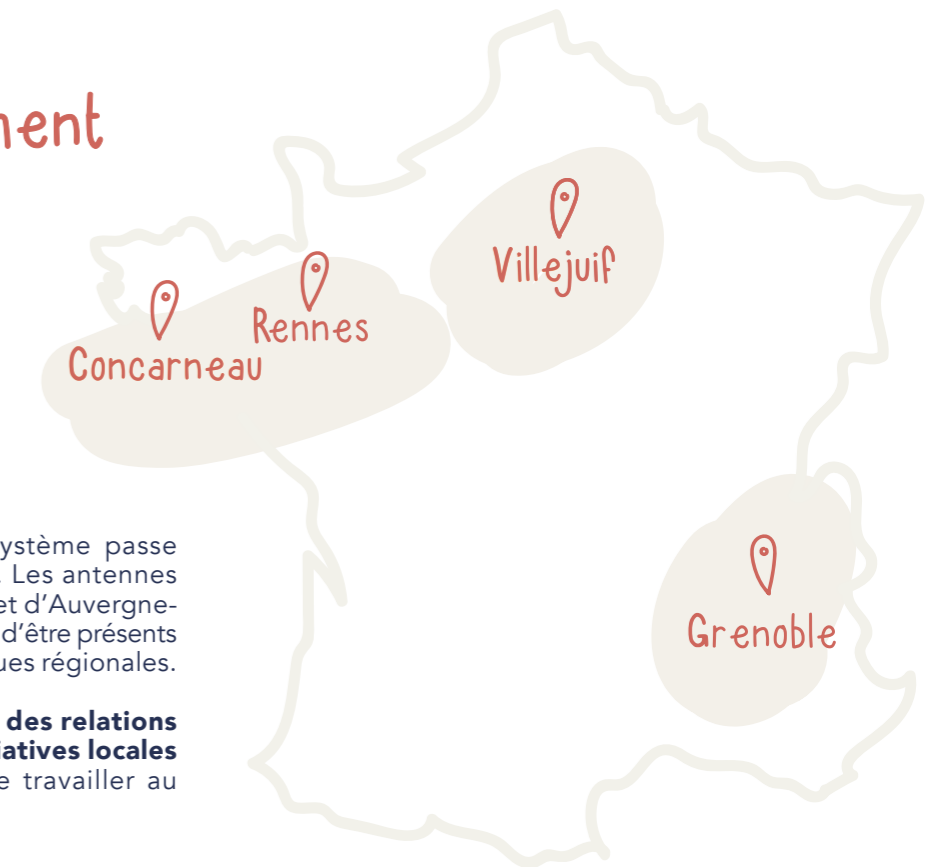 ment
Villejuif
Rennes
Concarneau
ystème passe
. Les antennes
et d'Auvergne-
d'être présents
ues régionales.
des relations
iatives locales
e travailler au
Grenoble